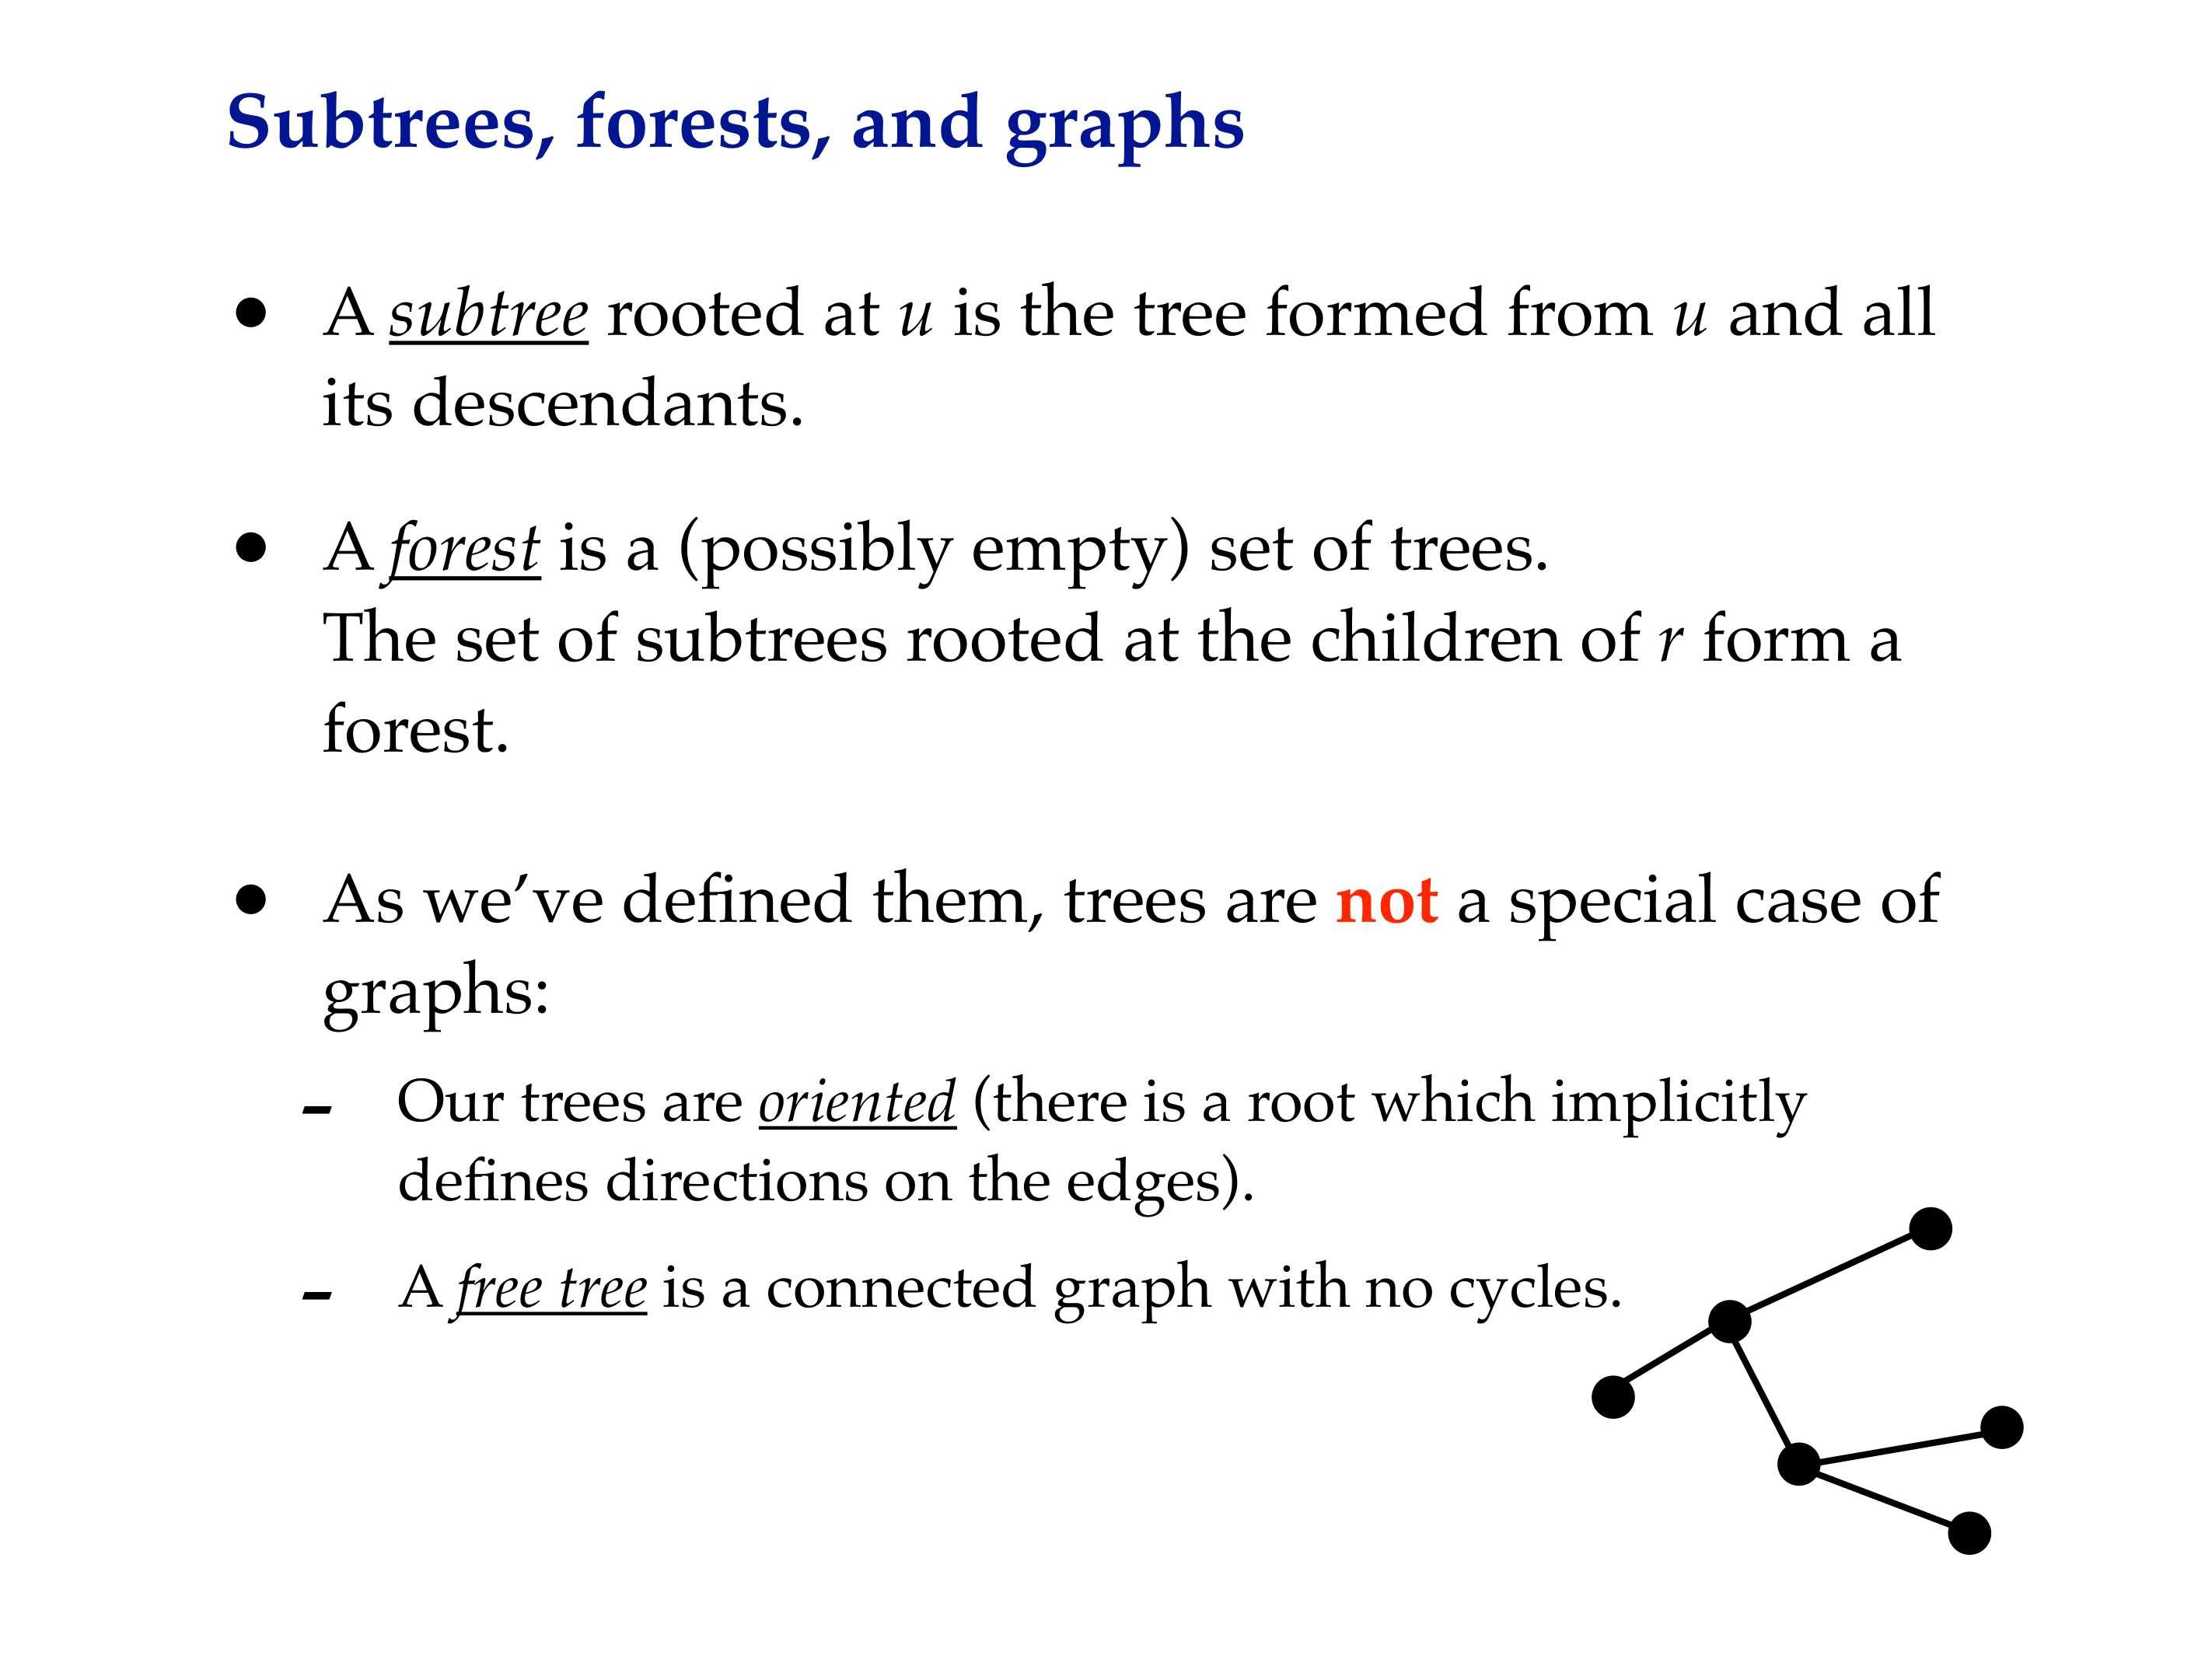 Subtrees, forests, and graphs
• A subtree rooted at u is the tree formed from u and all
its descendants.
• A forest is a (possibly empty) set of trees.
The set of subtrees rooted at the children of r form a
forest.
• As we’ve defined them, trees are not a special case of
graphs:
- Our trees are oriented (there is a root which implicitly
defines directions on the edges).
- A free tree is a connected graph with no cycles.